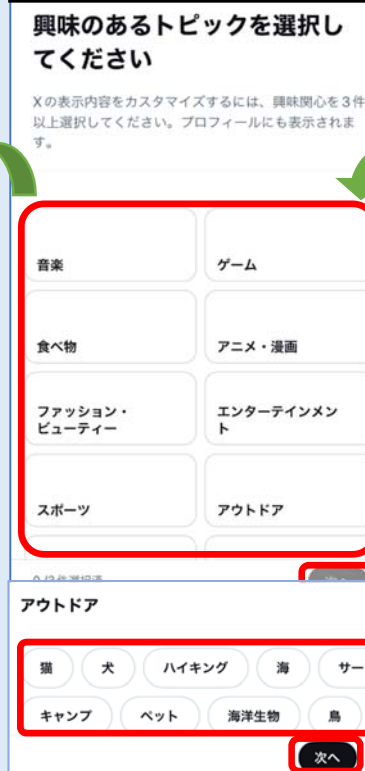 興味のあるトピックを選択し
てください
Xの表示内容をカスタマイズするには、興味関心を3件
以上選択してください。プロフィールにも表示されま
す。
音楽
ゲーム
食べ物
アニメ・漫画
ファッション・
ビューティー
エンターテインメン
ト
スポーツ
アウトドア
アウトドア
猫 犬 ハイキング 海 サー
キャンプ ペット 海洋生物 鳥
次へ